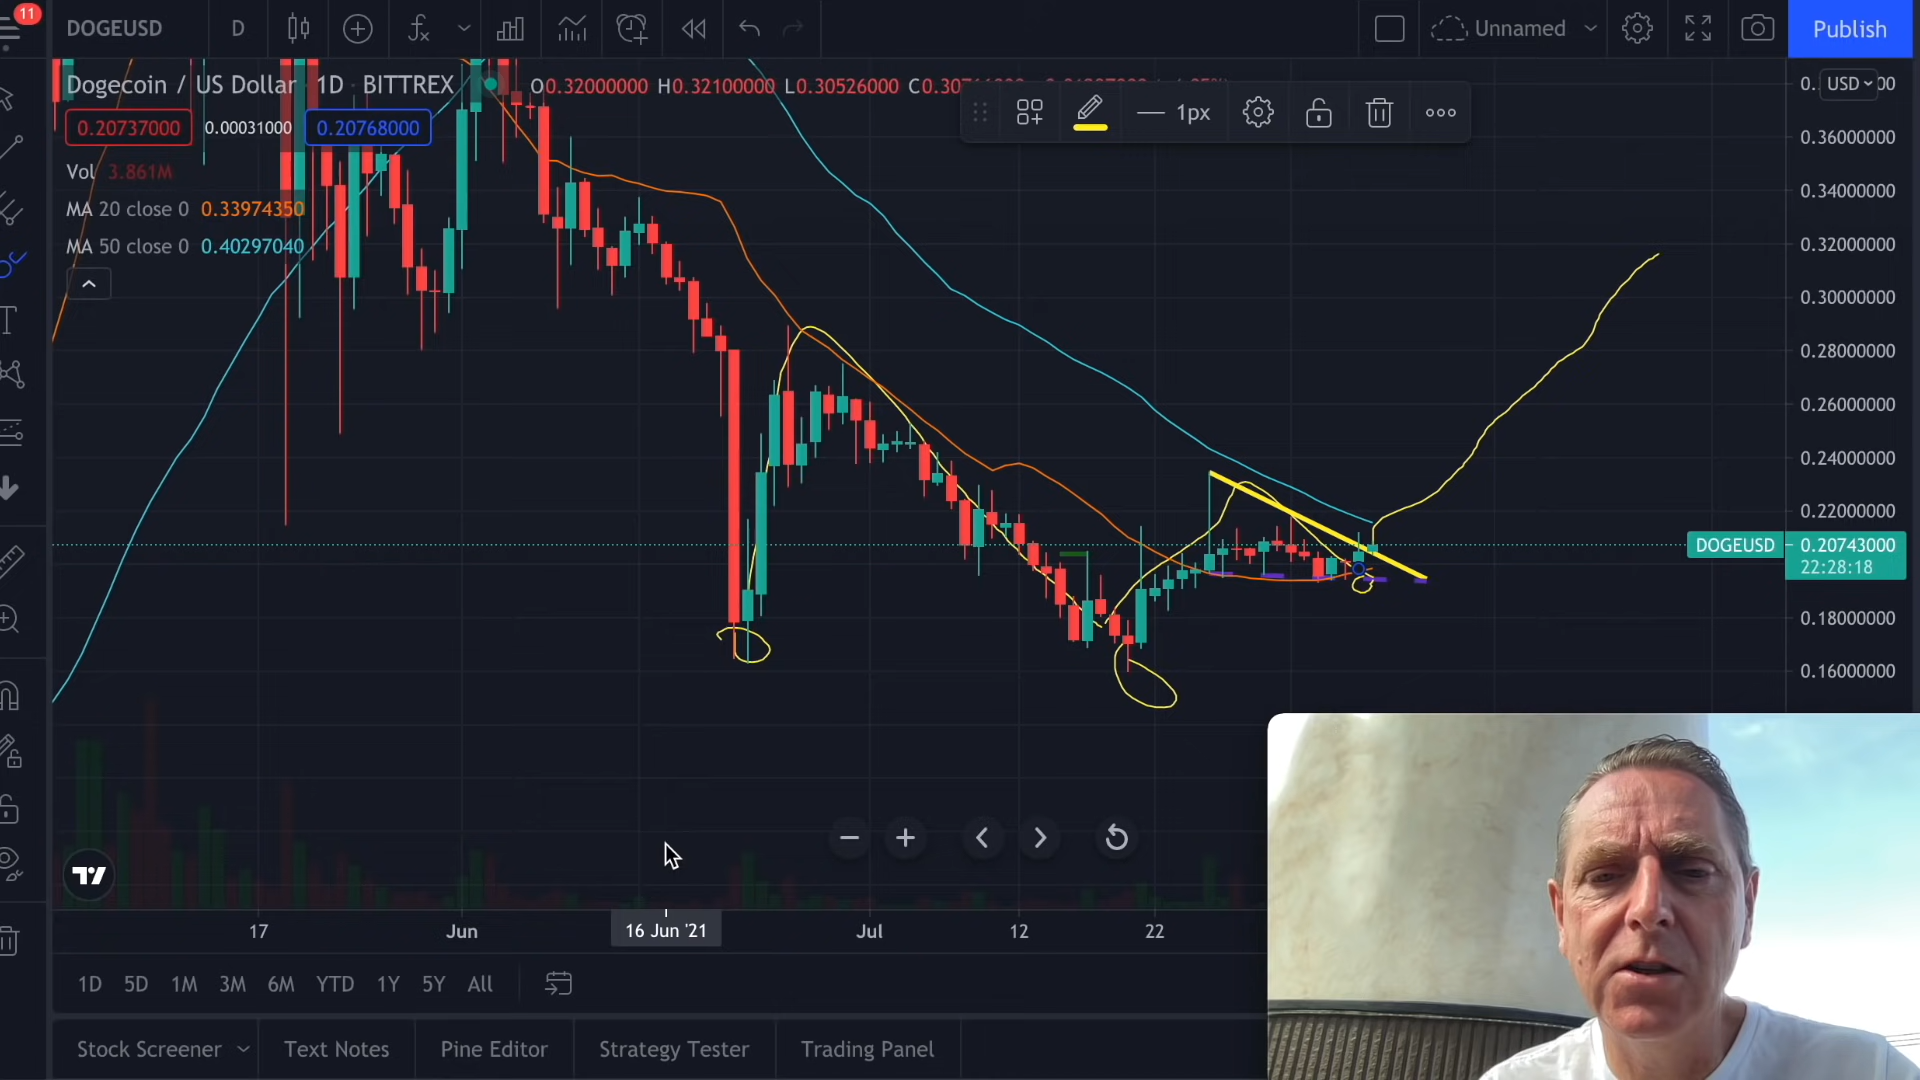 11
DOGEUSD D Unnamed Publish
Dogecoin / US Dollar 1D BITTREX O0.32000000 H0.32100000 L0.30526000
USD
0.20737000 0.00031000 0.20768000
1px
Vol 3.861M
MA 20 close 0 0.33974350
MA 50 close 0 0.40297040
0.36000000
0.34000000
0.32000000
0.30000000
0.28000000
0.26000000
0.24000000
0.22000000
DOGEUSD 0.20743000
22:28:18
0.18000000
0.16000000
17 Jun 16 Jun '21 Jul 12 22
1D 5D 1M 3M 6M YTD 1Y 5Y All
Stock Screener Text Notes Pine Editor Strategy Tester Trading Panel